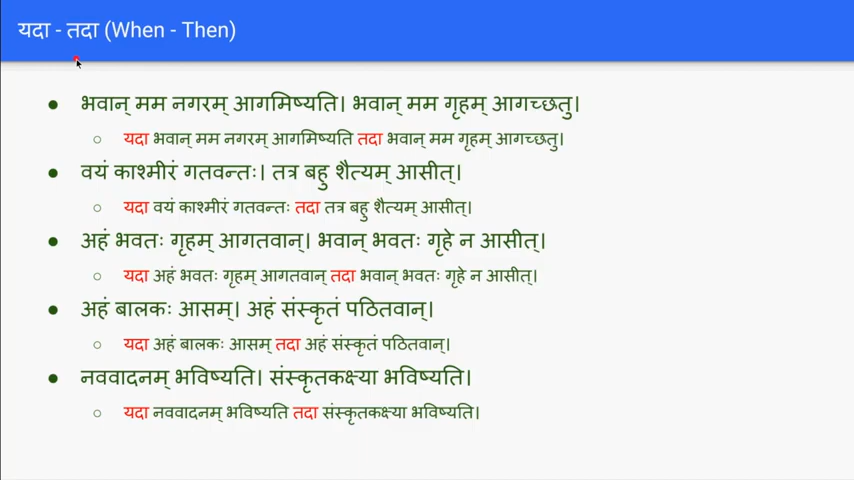 यदा - तदा (When - Then)
भवान् मम नगरम् आगमिष्यति। भवान् मम गृहम् आगच्छतु।
यदा भवान् मम नगरम् आगमिष्यति तदा भवान् मम गृहम् आगच्छतु।
वयं काश्मीरं गतवन्तः। तत्र बहु शैत्यम् आसीत्।
यदा वयं काश्मीरं गतवन्तः तदा तत्र बहु शैत्यम् आसीत्।
अहं भवतः गृहम् आगतवान्। भवान् भवतः गृहे न आसीत्।
यदा अहं भवतः गृहम् आगतवान् तदा भवान् भवतः गृहे न आसीत्।
अहं बालकः आसम्। अहं संस्कृतं पठितवान्।
यदा अहं बालकः आसम् तदा अहं संस्कृतं पठितवान्।
नववादनम् भविष्यति। संस्कृतकक्ष्या भविष्यति।
यदा नववादनम् भविष्यति तदा संस्कृतकक्ष्या भविष्यति।